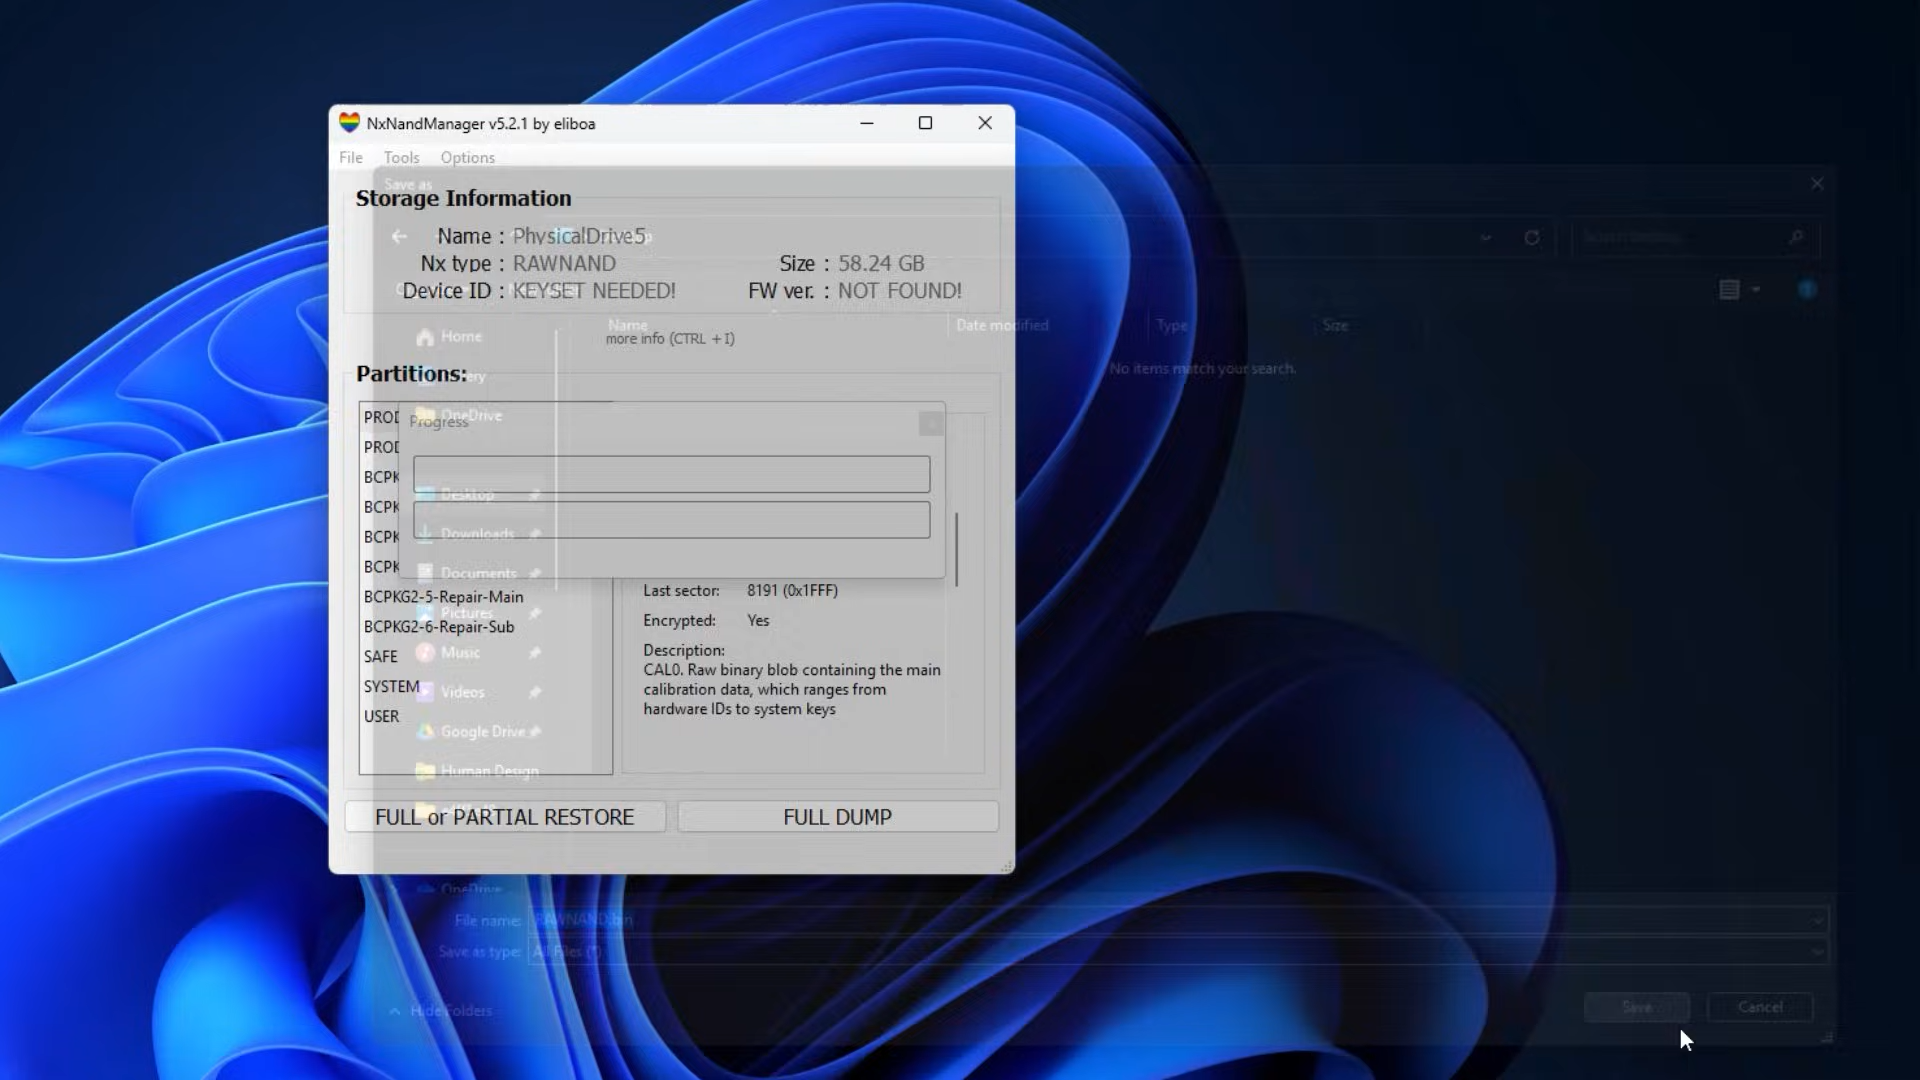 NxNandManager v5.2.1 by eliboa
File Tools Options
Save as
Storage Information
Name : PhysicalDrive5
Nx type : RAWNAND Size : 58.24 GB
Device ID : KEYSET NEEDED! FW ver. : NOT FOUND!
Name Date modified Type Size
more info (CTRL + I)
Home
No items match your search.
Partitions:
PROD
OneDrive
Progress
PROD
BCPK
Desktop
BCPK
Downloads
BCPK
BCPK
Documents
Last sector: 8191 (0x1FFF)
BCPKG2-5-Repair-Main
Pictures
Encrypted: Yes
BCPKG2-6-Repair-Sub
SAFE
Music
Description:
CAL0. Raw binary blob containing the main
calibration data, which ranges from
hardware IDs to system keys
SYSTEM
Videos
USER
Google Drive
Human Design
FULL or PARTIAL RESTORE FULL DUMP
OneDrive
File name: RAWNAND.bin
Save as type: All Files (*)
Hide Folders
Save Cancel